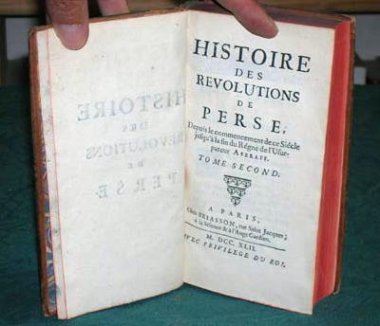 HISTOIRE
DES
REVOLUTIONS
DE
PERSE,
Depuis le commencement de ce Siécle
jusqu'à la fin du Régne de l'Usur-
pateur ASZRAFF.
TOME SECOND.
A PARIS,
Chez BRIASSON, rue Saint Jacques;
à la Science & à l'Ange Gardien.
M. DCC. XLII.
AVEC PRIVILEGE DU ROI.